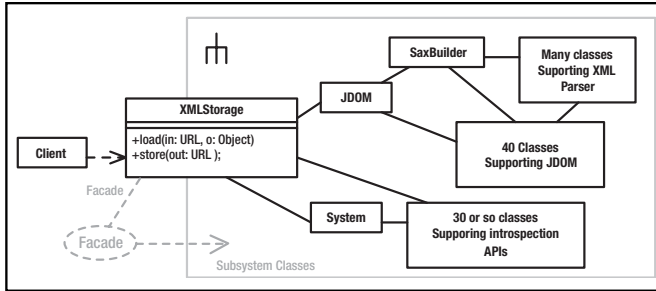 SaxBuilder
Many classes
Suporting XML
Parser
JDOM
XMLStorage
+load(in: URL, o: Object)
+store(out: URL );
40 Classes
Supporting JDOM
Client
Facade
System
30 or so classes
Supporing introspection
APIs
Facade
Subsystem Classes